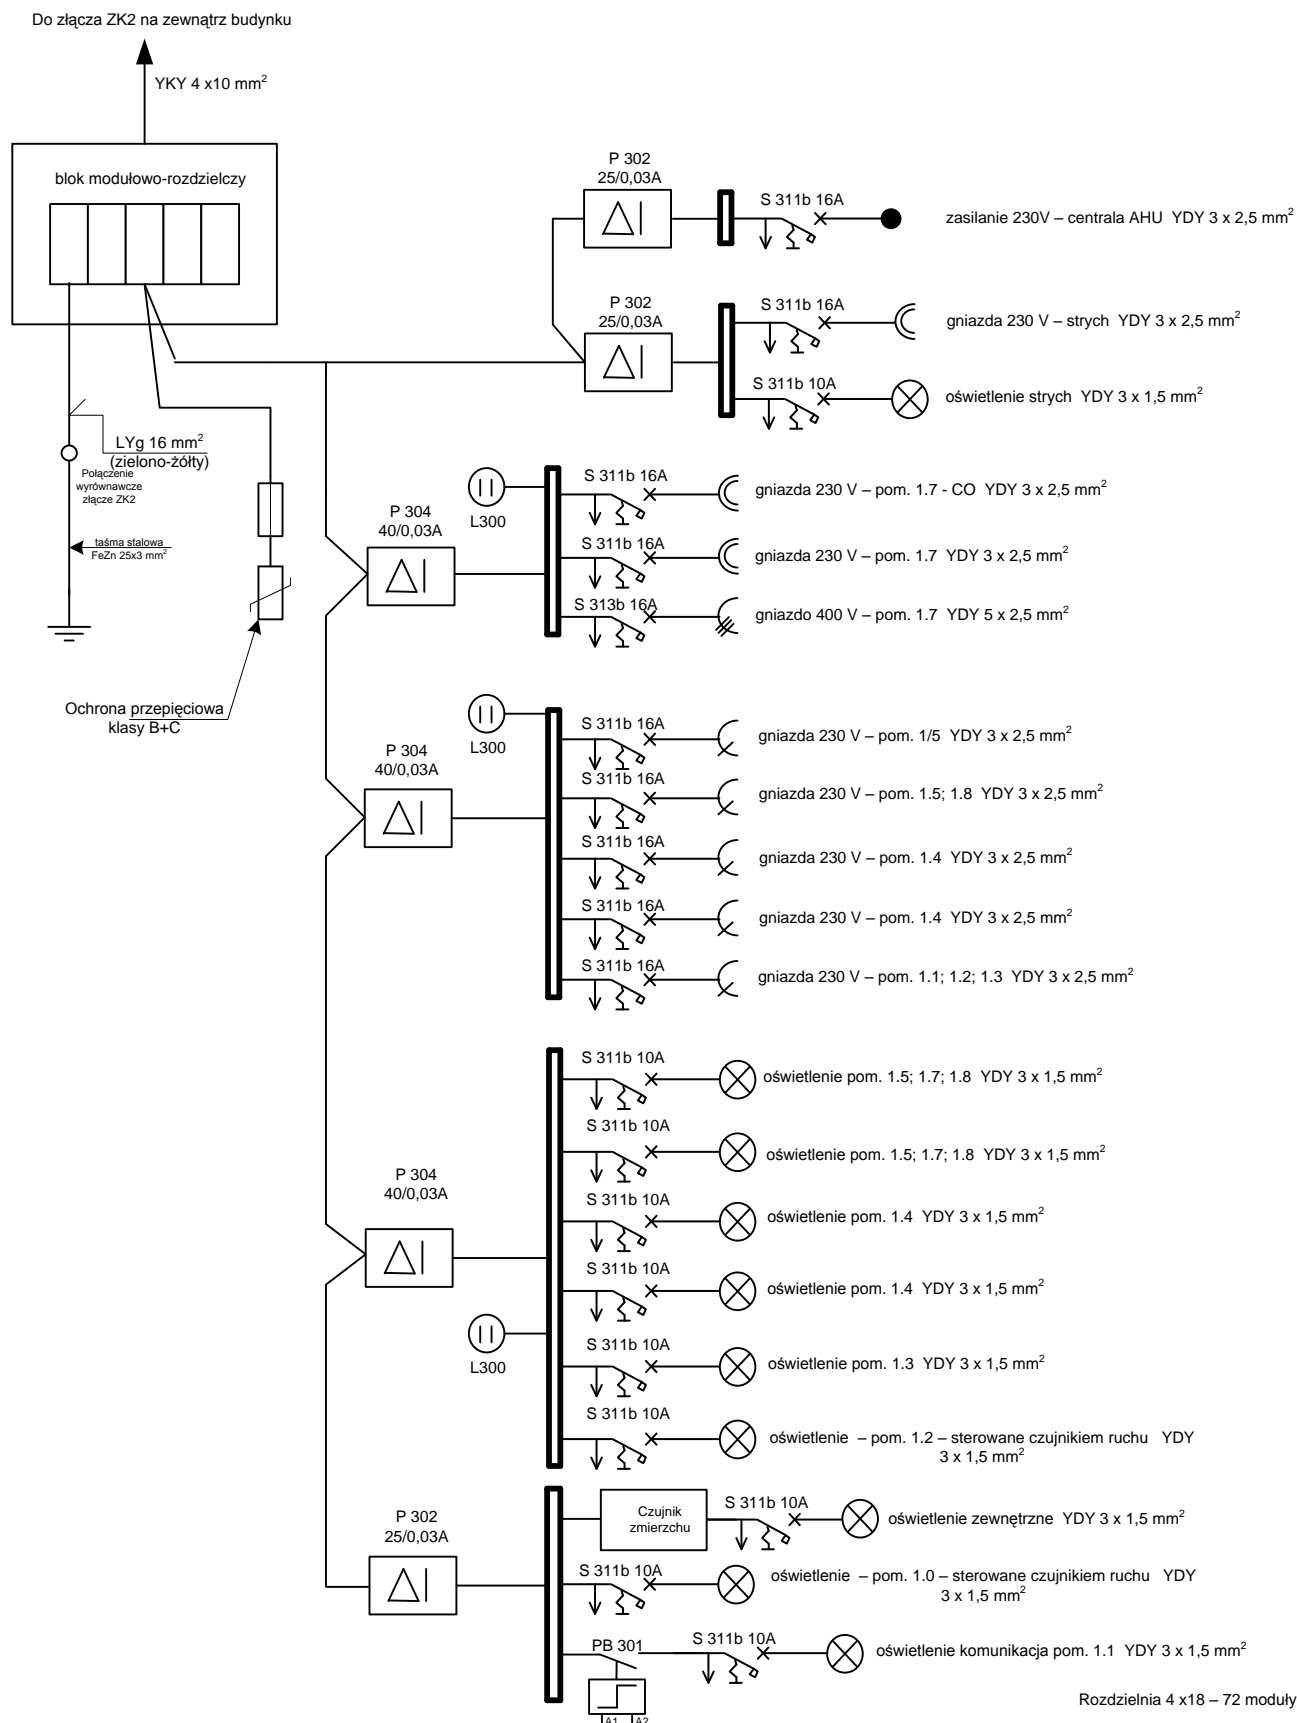 Do złącza ZK2 na zewnątrz budynku
YKY 4 x10 mm²
blok modułowo-rozdzielczy
P 302
25/0,03A
S 311b 16A
zasilanie 230V – centrala AHU YDY 3 x 2,5 mm²
P 302
25/0,03A
S 311b 16A
gniazda 230 V – strych YDY 3 x 2,5 mm²
S 311b 10A
oświetlenie strych YDY 3 x 1,5 mm²
LYg 16 mm²
(zielono-żółty)
Połączenie
wyrównawcze
złącze ZK2
taśma stalowa
FeZn 25x3 mm²
Ochrona przepięciowa
klasy B+C
L300
P 304
40/0,03A
S 311b 16A
gniazda 230 V – pom. 1.7 - CO YDY 3 x 2,5 mm²
S 311b 16A
gniazda 230 V – pom. 1.7 YDY 3 x 2,5 mm²
S 313b 16A
gniazdo 400 V – pom. 1.7 YDY 5 x 2,5 mm²
L300
P 304
40/0,03A
S 311b 16A
gniazda 230 V – pom. 1/5 YDY 3 x 2,5 mm²
S 311b 16A
gniazda 230 V – pom. 1.5; 1.8 YDY 3 x 2,5 mm²
S 311b 16A
gniazda 230 V – pom. 1.4 YDY 3 x 2,5 mm²
S 311b 16A
gniazda 230 V – pom. 1.4 YDY 3 x 2,5 mm²
S 311b 16A
gniazda 230 V – pom. 1.1; 1.2; 1.3 YDY 3 x 2,5 mm²
P 304
40/0,03A
L300
S 311b 10A
oświetlenie pom. 1.5; 1.7; 1.8 YDY 3 x 1,5 mm²
S 311b 10A
oświetlenie pom. 1.5; 1.7; 1.8 YDY 3 x 1,5 mm²
S 311b 10A
oświetlenie pom. 1.4 YDY 3 x 1,5 mm²
S 311b 10A
oświetlenie pom. 1.4 YDY 3 x 1,5 mm²
S 311b 10A
oświetlenie pom. 1.3 YDY 3 x 1,5 mm²
S 311b 10A
oświetlenie – pom. 1.2 – sterowane czujnikiem ruchu YDY
3 x 1,5 mm²
P 302
25/0,03A
Czujnik
zmierzchu
S 311b 10A
oświetlenie zewnętrzne YDY 3 x 1,5 mm²
S 311b 10A
oświetlenie – pom. 1.0 – sterowane czujnikiem ruchu YDY
3 x 1,5 mm²
PB 301
S 311b 10A
oświetlenie komunikacja pom. 1.1 YDY 3 x 1,5 mm²
A1 A2
Rozdzielnia 4 x18 – 72 moduły